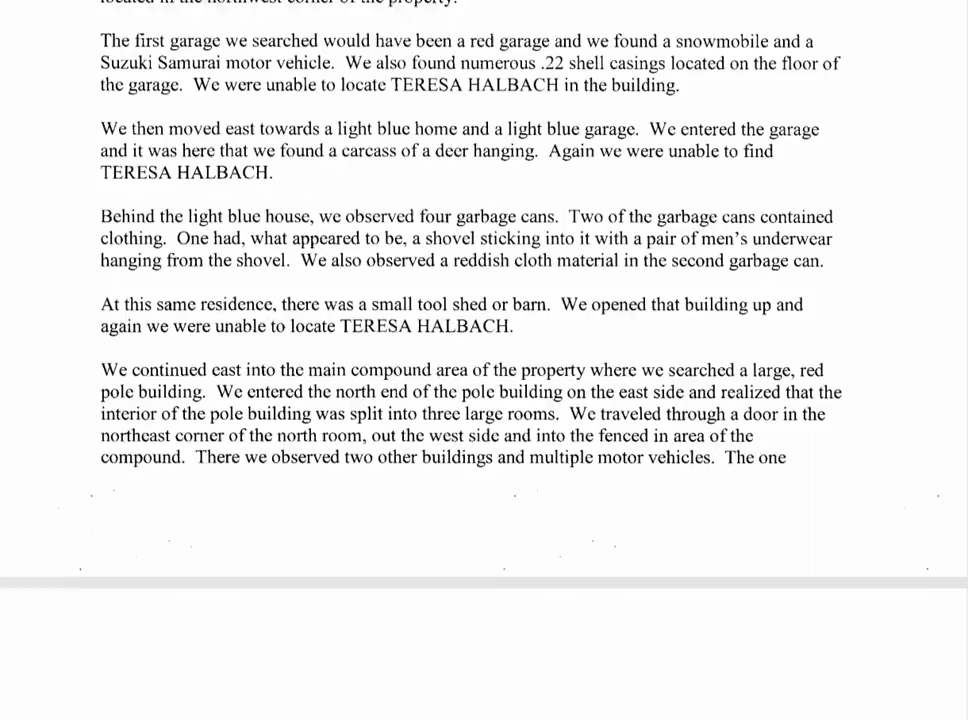 located in the northwest corner of the property.
The first garage we searched would have been a red garage and we found a snowmobile and a
Suzuki Samurai motor vehicle. We also found numerous .22 shell casings located on the floor of
the garage. We were unable to locate TERESA HALBACH in the building.
We then moved east towards a light blue home and a light blue garage. We entered the garage
and it was here that we found a carcass of a deer hanging. Again we were unable to find
TERESA HALBACH.
Behind the light blue house, we observed four garbage cans. Two of the garbage cans contained
clothing. One had, what appeared to be, a shovel sticking into it with a pair of men's underwear
hanging from the shovel. We also observed a reddish cloth material in the second garbage can.
At this same residence, there was a small tool shed or barn. We opened that building up and
again we were unable to locate TERESA HALBACH.
We continued east into the main compound area of the property where we searched a large, red
pole building. We entered the north end of the pole building on the east side and realized that the
interior of the pole building was split into three large rooms. We traveled through a door in the
northeast corner of the north room, out the west side and into the fenced in area of the
compound. There we observed two other buildings and multiple motor vehicles. The one